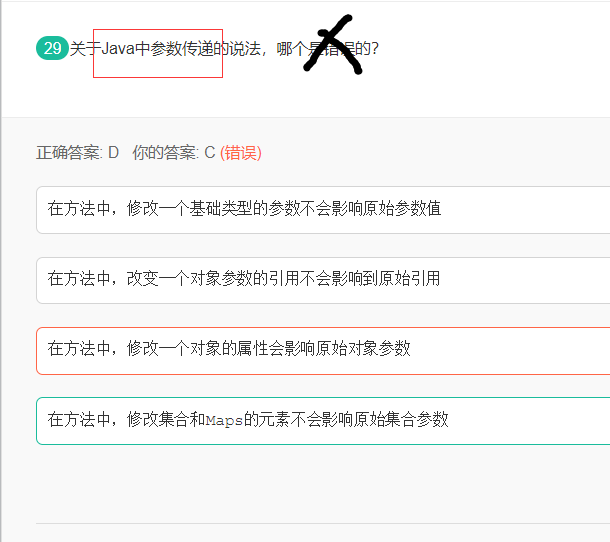 29 关于Java中参数传递的说法，哪个是错误的？
正确答案: D 你的答案: C (错误)
在方法中，修改一个基础类型的参数不会影响原始参数值
在方法中，改变一个对象参数的引用不会影响到原始引用
在方法中，修改一个对象的属性会影响原始对象参数
在方法中，修改集合和Maps的元素不会影响原始集合参数